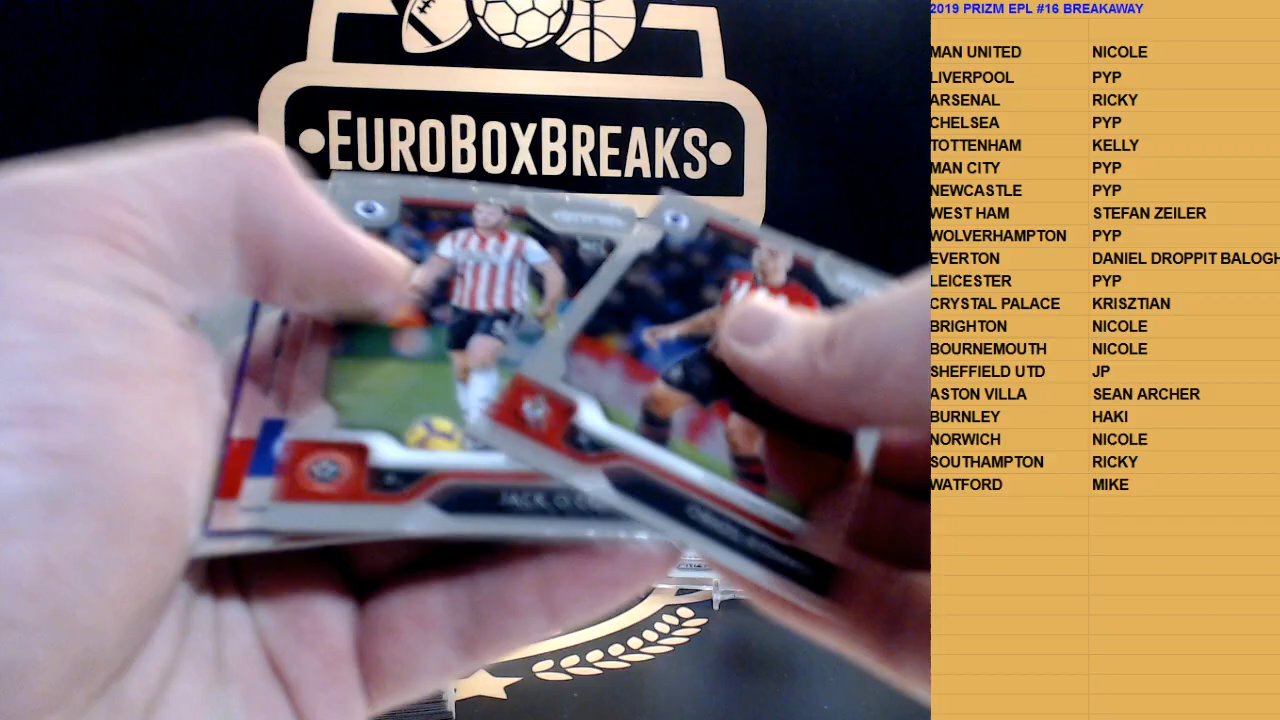 2019 PRIZM EPL #16 BREAKAWAY
MAN UNITED NICOLE
LIVERPOOL PYP
ARSENAL RICKY
CHELSEA PYP
TOTTENHAM KELLY
MAN CITY PYP
NEWCASTLE PYP
WEST HAM STEFAN ZEILER
WOLVERHAMPTON PYP
EVERTON DANIEL DROPPIT BALOGH
LEICESTER PYP
CRYSTAL PALACE KRISZTIAN
BRIGHTON NICOLE
BOURNEMOUTH NICOLE
SHEFFIELD UTD JP
ASTON VILLA SEAN ARCHER
BURNLEY HAKI
NORWICH NICOLE
SOUTHAMPTON RICKY
WATFORD MIKE
•EUROBOXBREAKS•
JACK O'C